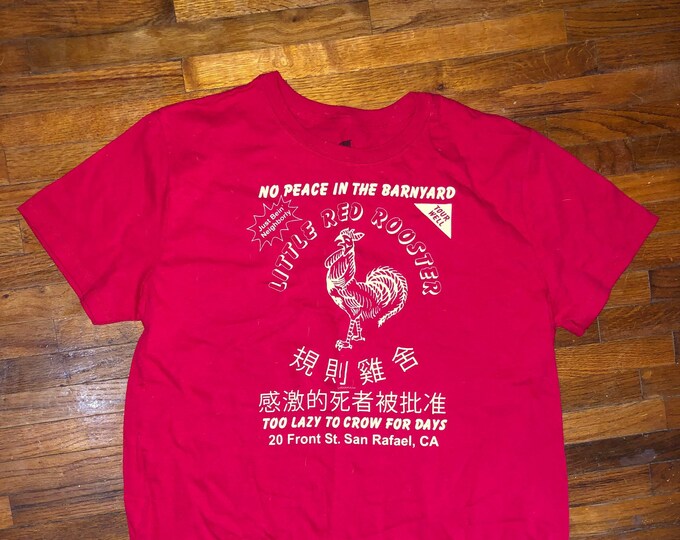 NO PEACE IN THE BARNYARD
Just Bein
Neighborly
LITTLE RED ROOSTER
YOUR
WELL
規則雞舍
感激的死者被批准
TOO LAZY TO CROW FOR DAYS
20 Front St. San Rafael, CA